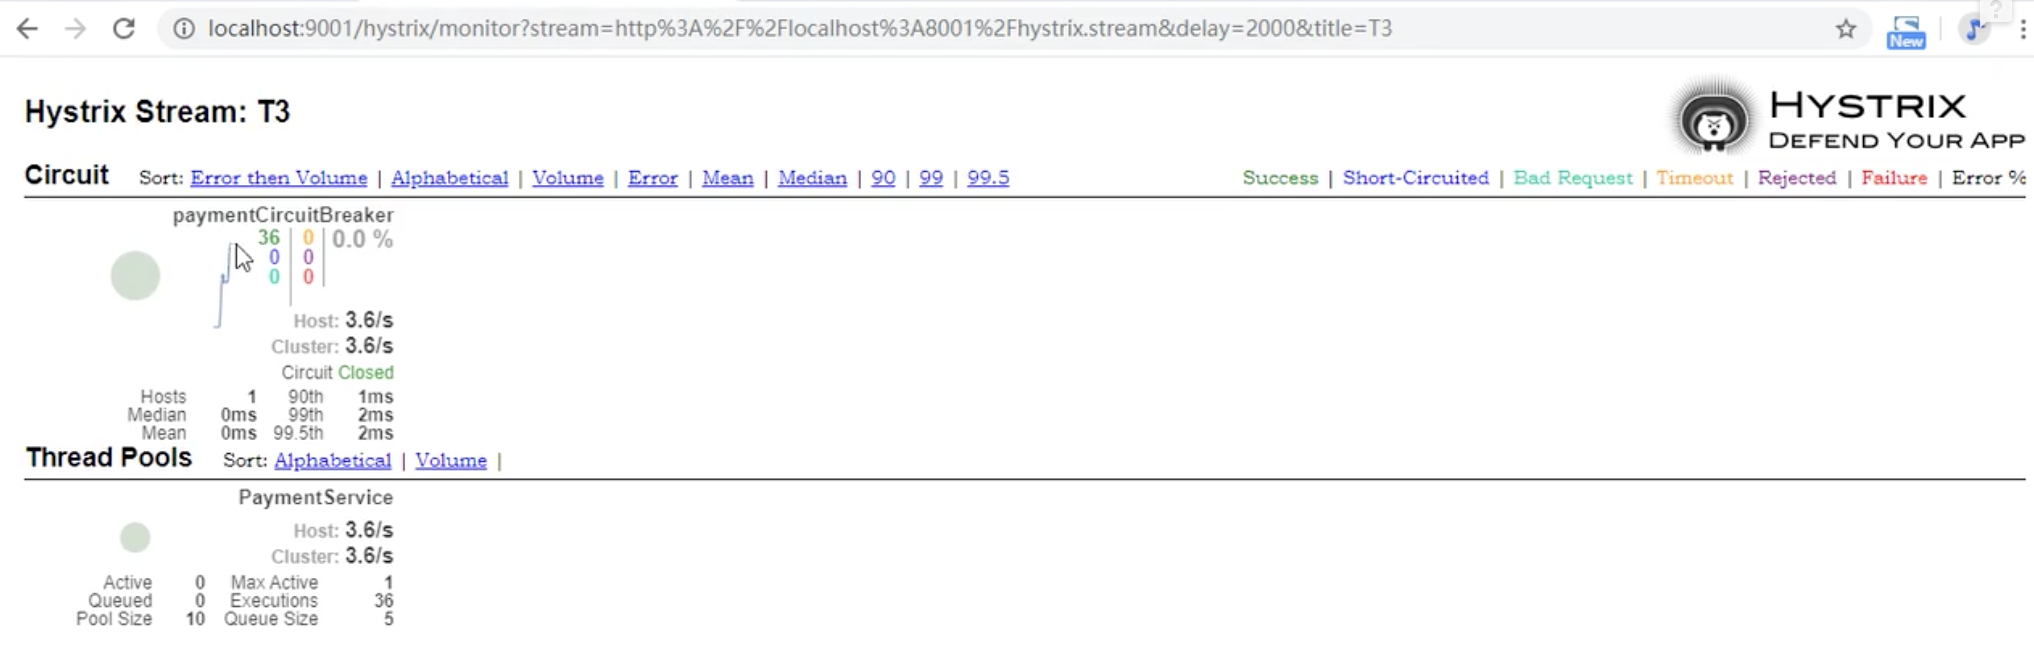 localhost:9001/hystrix/monitor?stream=http%3A%2F%2Flocalhost%3A8001%2Fhystrix.stream&delay=2000&title=T3
?
New
Hystrix Stream: T3
HYSTRIX
DEFEND YOUR APP
Circuit Sort: Error then Volume | Alphabetical | Volume | Error | Mean | Median | 90 | 99 | 99.5
Success | Short-Circuited | Bad Request | Timeout | Rejected | Failure | Error %
paymentCircuitBreaker
36 0 0.0 %
0 0
0 0
Host: 3.6/s
Cluster: 3.6/s
Circuit Closed
Hosts 1 90th 1ms
Median 0ms 99th 2ms
Mean 0ms 99.5th 2ms
Thread Pools Sort: Alphabetical | Volume |
PaymentService
Host: 3.6/s
Cluster: 3.6/s
Active 0 Max Active 1
Queued 0 Executions 36
Pool Size 10 Queue Size 5